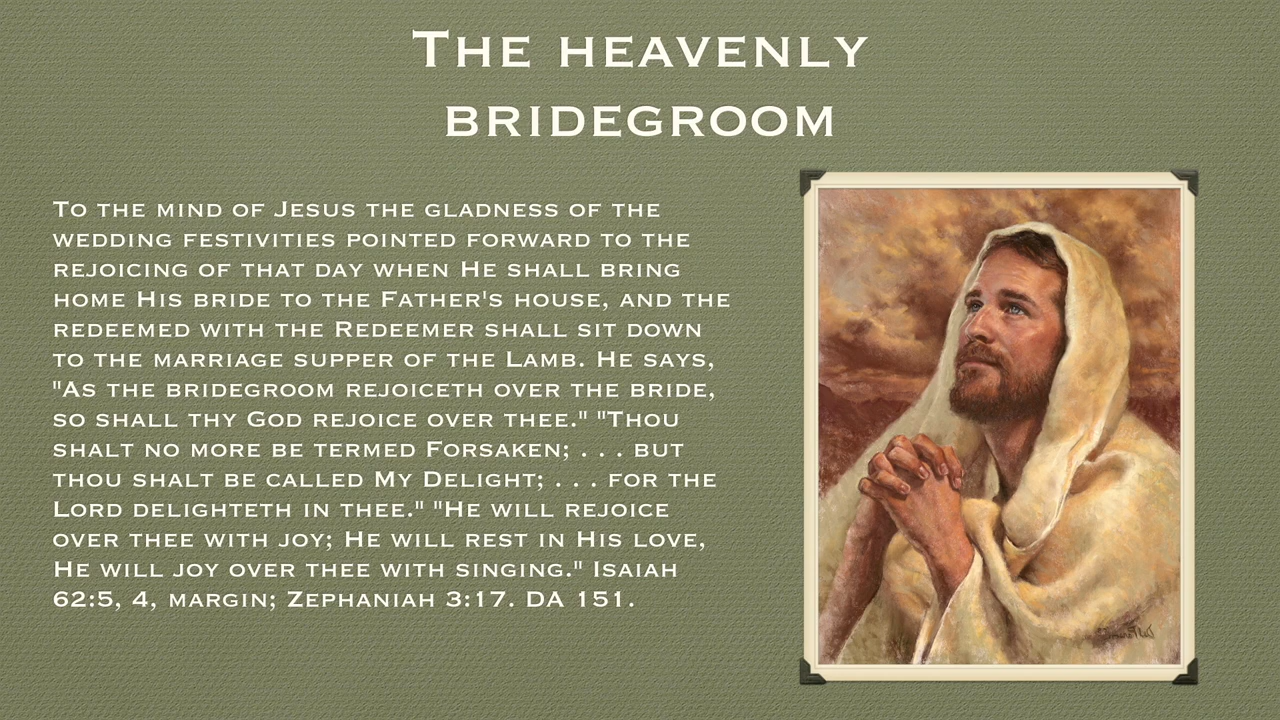 The heavenly
bridegroom
To the mind of Jesus the gladness of the
wedding festivities pointed forward to the
rejoicing of that day when He shall bring
home His bride to the Father's house, and the
redeemed with the Redeemer shall sit down
to the marriage supper of the Lamb. He says,
"As the bridegroom rejoiceth over the bride,
so shall thy God rejoice over thee." "Thou
shalt no more be termed Forsaken; . . . but
thou shalt be called My Delight; . . . for the
Lord delighteth in thee." "He will rejoice
over thee with joy; He will rest in His love,
He will joy over thee with singing." Isaiah
62:5, 4, margin; Zephaniah 3:17. DA 151.